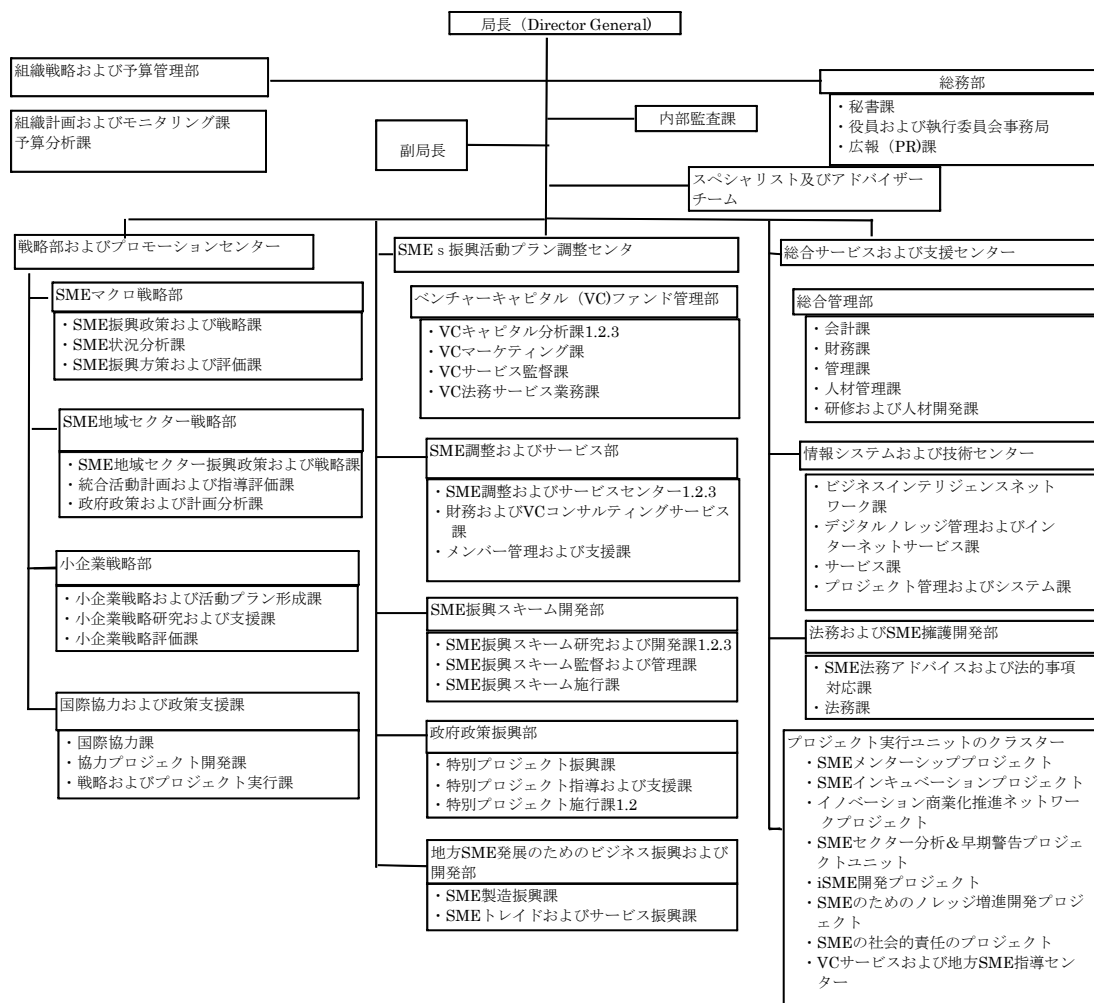 局長 (Director General)
組織戦略および予算管理部
組織計画およびモニタリング課
予算分析課
総務部
・秘書課
・役員および執行委員会事務局
・広報（PR)課
内部監査課
副局長
スペシャリスト及びアドバイザー
チーム
戦略部およびプロモーションセンター
SMEマクロ戦略部
・SME振興政策および戦略課
・SME状況分析課
・SME振興方策および評価課
SME地域セクター戦略部
・SME地域セクター振興政策および戦略課
・統合活動計画および指導評価課
・政府政策および計画分析課
小企業戦略部
・小企業戦略および活動プラン形成課
・小企業戦略研究および支援課
・小企業戦略評価課
国際協力および政策支援課
・国際協力課
・協力プロジェクト開発課
・戦略およびプロジェクト実行課
SMEｓ振興活動プラン調整センタ
ベンチャーキャピタル（VC)ファンド管理部
・VCキャピタル分析課1.2.3
・VCマーケティング課
・VCサービス監督課
・VC法務サービス業務課
SME調整およびサービス部
・SME調整およびサービスセンター1.2.3
・財務およびVCコンサルティングサービス
課
・メンバー管理および支援課
SME振興スキーム開発部
・SME振興スキーム研究および開発課1.2.3
・SME振興スキーム監督および管理課
・SME振興スキーム施行課
政府政策振興部
・特別プロジェクト振興課
・特別プロジェクト指導および支援課
・特別プロジェクト施行課1.2
地方SME発展のためのビジネス振興および
開発部
・SME製造振興課
・SMEトレイドおよびサービス振興課
総合サービスおよび支援センター
総合管理部
・会計課
・財務課
・管理課
・人材管理課
・研修および人材開発課
情報システムおよび技術センター
・ビジネスインテリジェンスネット
ワーク課
・デジタルノレッジ管理およびイン
ターネットサービス課
・サービス課
・プロジェクト管理およびシステム課
法務およびSME擁護開発部
・SME法務アドバイスおよび法的事項
対応課
・法務課
プロジェクト実行ユニットのクラスター
・SMEメンターシッププロジェクト
・SMEインキュベーションプロジェクト
・イノベーション商業化推進ネットワー
クプロジェクト
・SMEセクター分析＆早期警告プロジェ
クトユニット
・iSME開発プロジェクト
・SMEのためのノレッジ増進開発プロジ
ェクト
・SMEの社会的責任のプロジェクト
・VCサービスおよび地方SME指導セン
ター